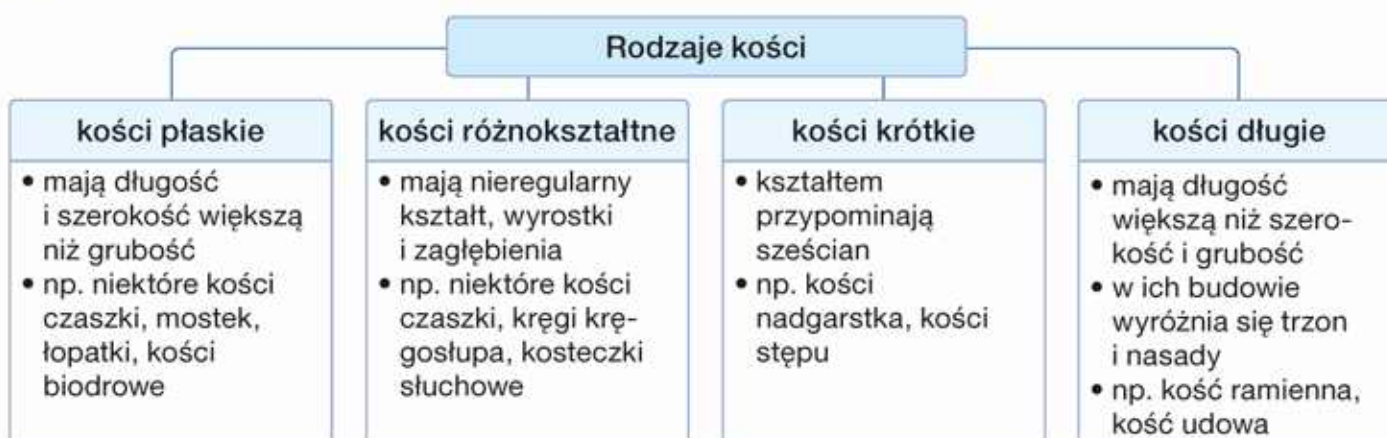 Rodzaje kości
kości płaskie
• mają długość
i szerokość większą
niż grubość
• np. niektóre kości
czaszki, mostek,
łopatki, kości
biodrowe
kości różnokształtne
• mają nieregularny
kształt, wyrostki
i zagłębienia
• np. niektóre kości
czaszki, kręgi krę-
gosłupa, kosteczki
słuchowe
kości krótkie
• kształtem
przypominają
sześcian
• np. kości
nadgarstka, kości
stępu
kości długie
• mają długość
większą niż szero-
kość i grubość
• w ich budowie
wyróżnia się trzon
i nasady
• np. kość ramienna,
kość udowa